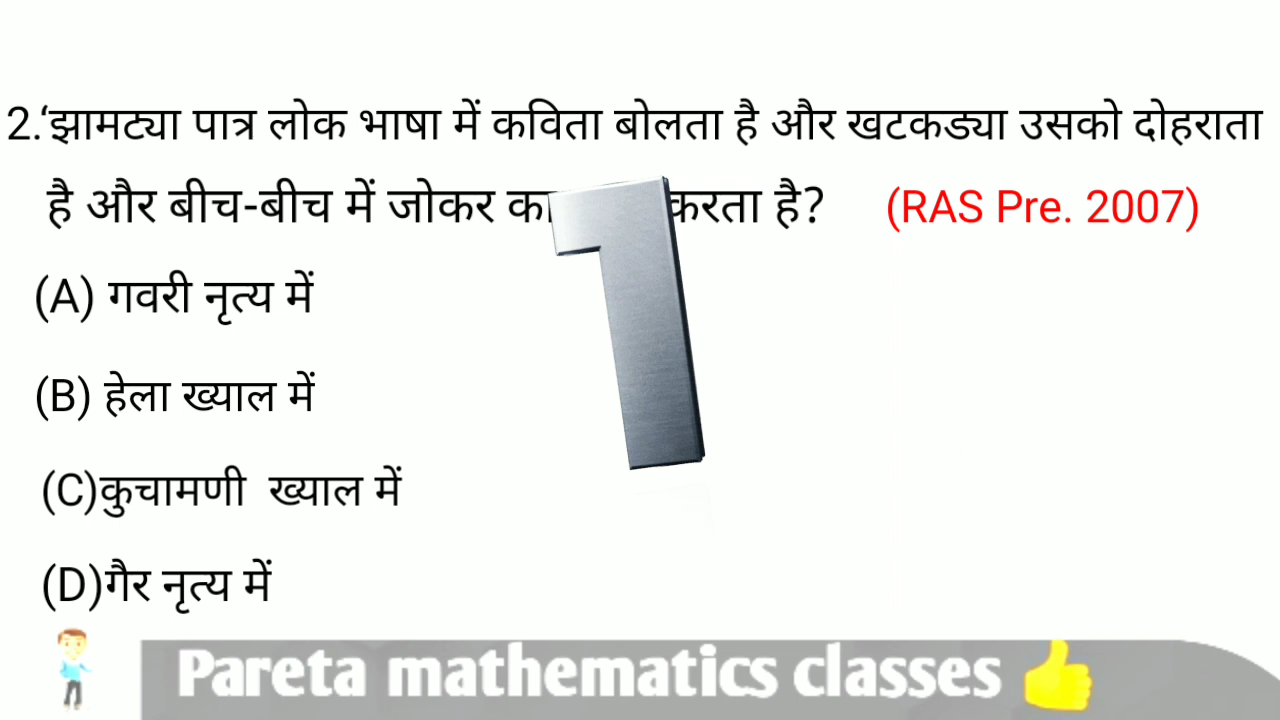 2.‘झामट्या पात्र लोक भाषा में कविता बोलता है और खटकड्या उसको दोहराता
है और बीच-बीच में जोकर का करता है? (RAS Pre. 2007)
(A) गवरी नृत्य में
(B) हेला ख्याल में
(C)कुचामणी ख्याल में
(D)गैर नृत्य में
1
Pareta mathematics classes